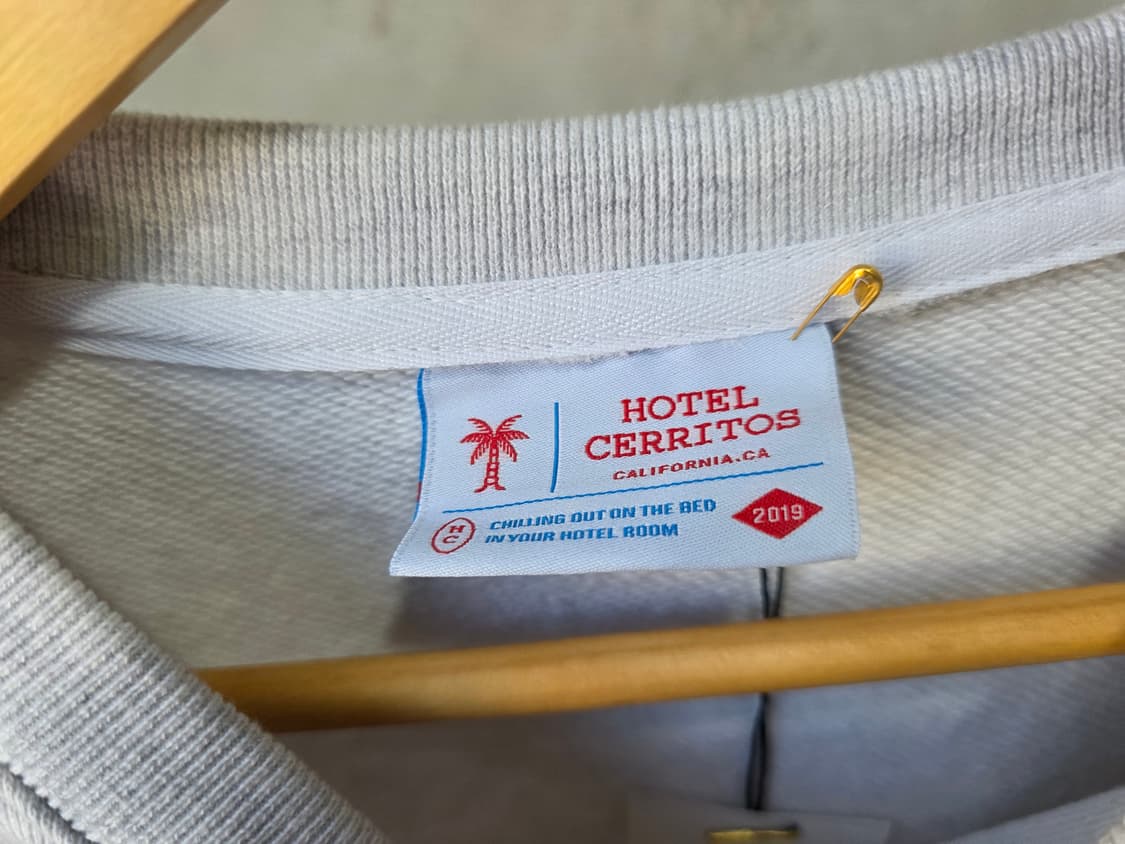 HOTEL
CERRITOS
CALIFORNIA.CA
HC
CHILLING OUT ON THE BED
IN YOUR HOTEL ROOM
2019